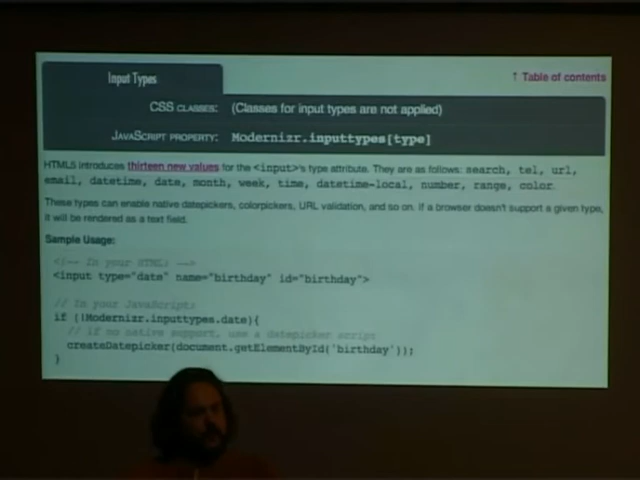 Input Types
↑ Table of contents
CSS CLASSES: (Classes for input types are not applied)
JAVASCRIPT PROPERTY: Modernizr.inputtypes[type]
HTML5 introduces thirteen new values for the <input>'s type attribute. They are as follows: search, tel, url,
email, datetime, date, month, week, time, datetime-local, number, range, color.
These types can enable native datepickers, colorpickers, URL validation, and so on. If a browser doesn't support a given type,
it will be rendered as a text field.
Sample Usage:
<!-- In your HTML: -->
<input type="date" name="birthday" id="birthday">
// In your JavaScript:
if (!Modernizr.inputtypes.date){
// if no native support, use a datepicker script
createDatepicker(document.getElementById('birthday'));
}